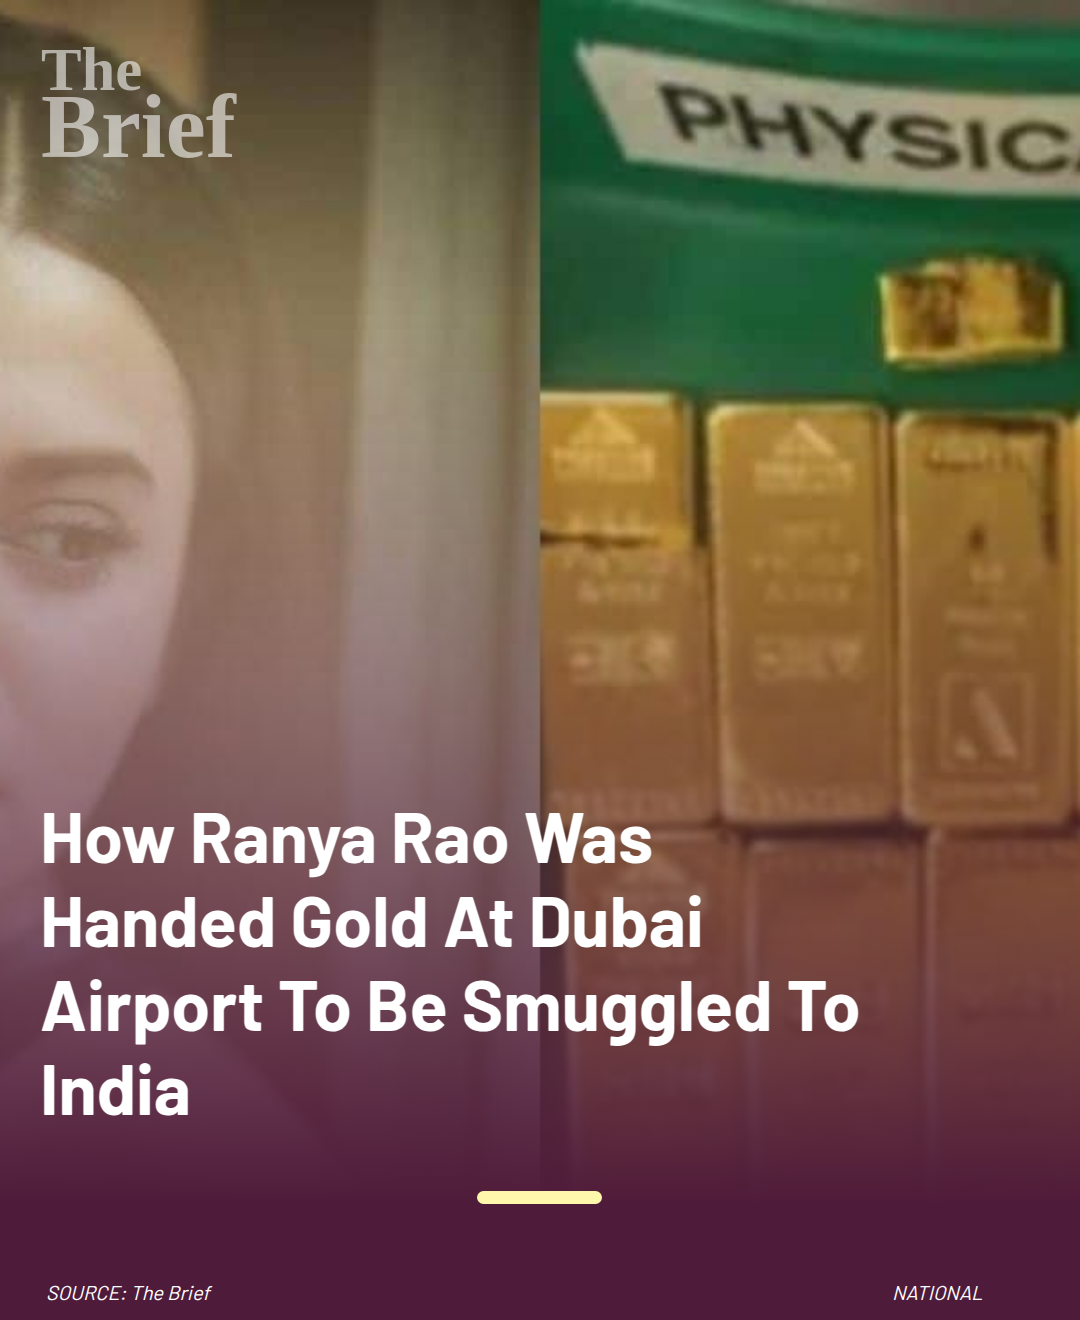 The
Brief
PHYSICA
How Ranya Rao Was
Handed Gold At Dubai
Airport To Be Smuggled To
India
SOURCE: The Brief
NATIONAL